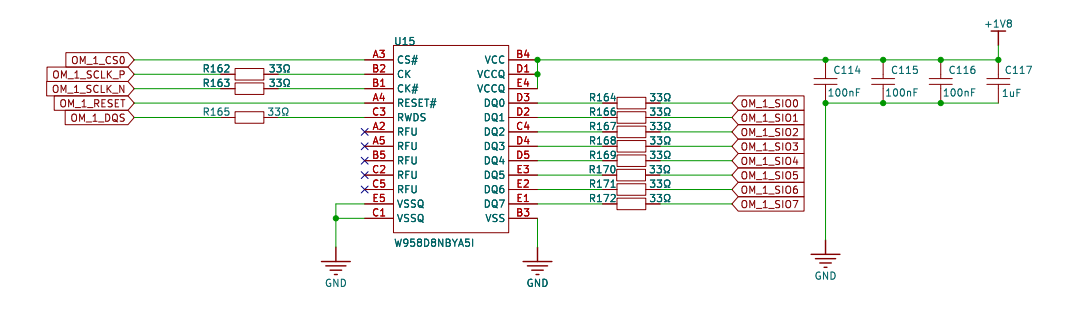 +1V8
U15
OM_1_CS0 A3 CS# VCC B4
OM_1_SCLK_P R162 33Ω B2 CK VCCQ D1 C114 C115 C116 C117
OM_1_SCLK_N R163 33Ω B1 CK# VCCQ E4 100nF 100nF 100nF 1uF
OM_1_RESET A4 RESET# DQ0 D3 R164 33Ω OM_1_SIO0
OM_1_DQS R165 33Ω C3 RWDS DQ1 D2 R166 33Ω OM_1_SIO1
A2 RFU DQ2 C4 R167 33Ω OM_1_SIO2
A5 RFU DQ3 D4 R168 33Ω OM_1_SIO3
B5 RFU DQ4 D5 R169 33Ω OM_1_SIO4
C2 RFU DQ5 E3 R170 33Ω OM_1_SIO5
C5 RFU DQ6 E2 R171 33Ω OM_1_SIO6
E5 VSSQ DQ7 E1 R172 33Ω OM_1_SIO7
C1 VSSQ VSS B3
W958D8NBYA5I
GND GND GND